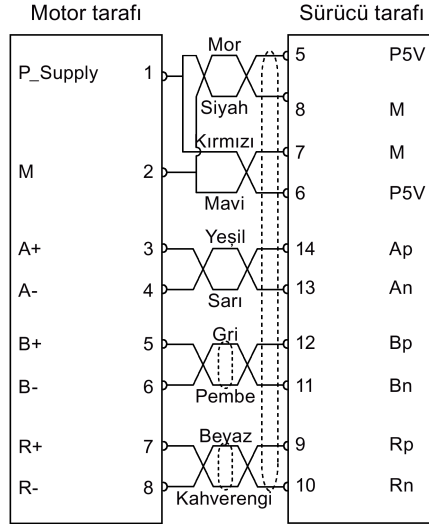 Motor tarafı Sürücü tarafı
Mor 5 P5V
P_Supply 1
Siyah 8 M
Kırmızı 7 M
M 2
Mavi 6 P5V
Yeşil
A+ 3 14 Ap
A- 4 13 An
Sarı
Gri
B+ 5 12 Bp
B- 6 11 Bn
Pembe
Beyaz
R+ 7 9 Rp
R- 8 10 Rn
Kahverengi